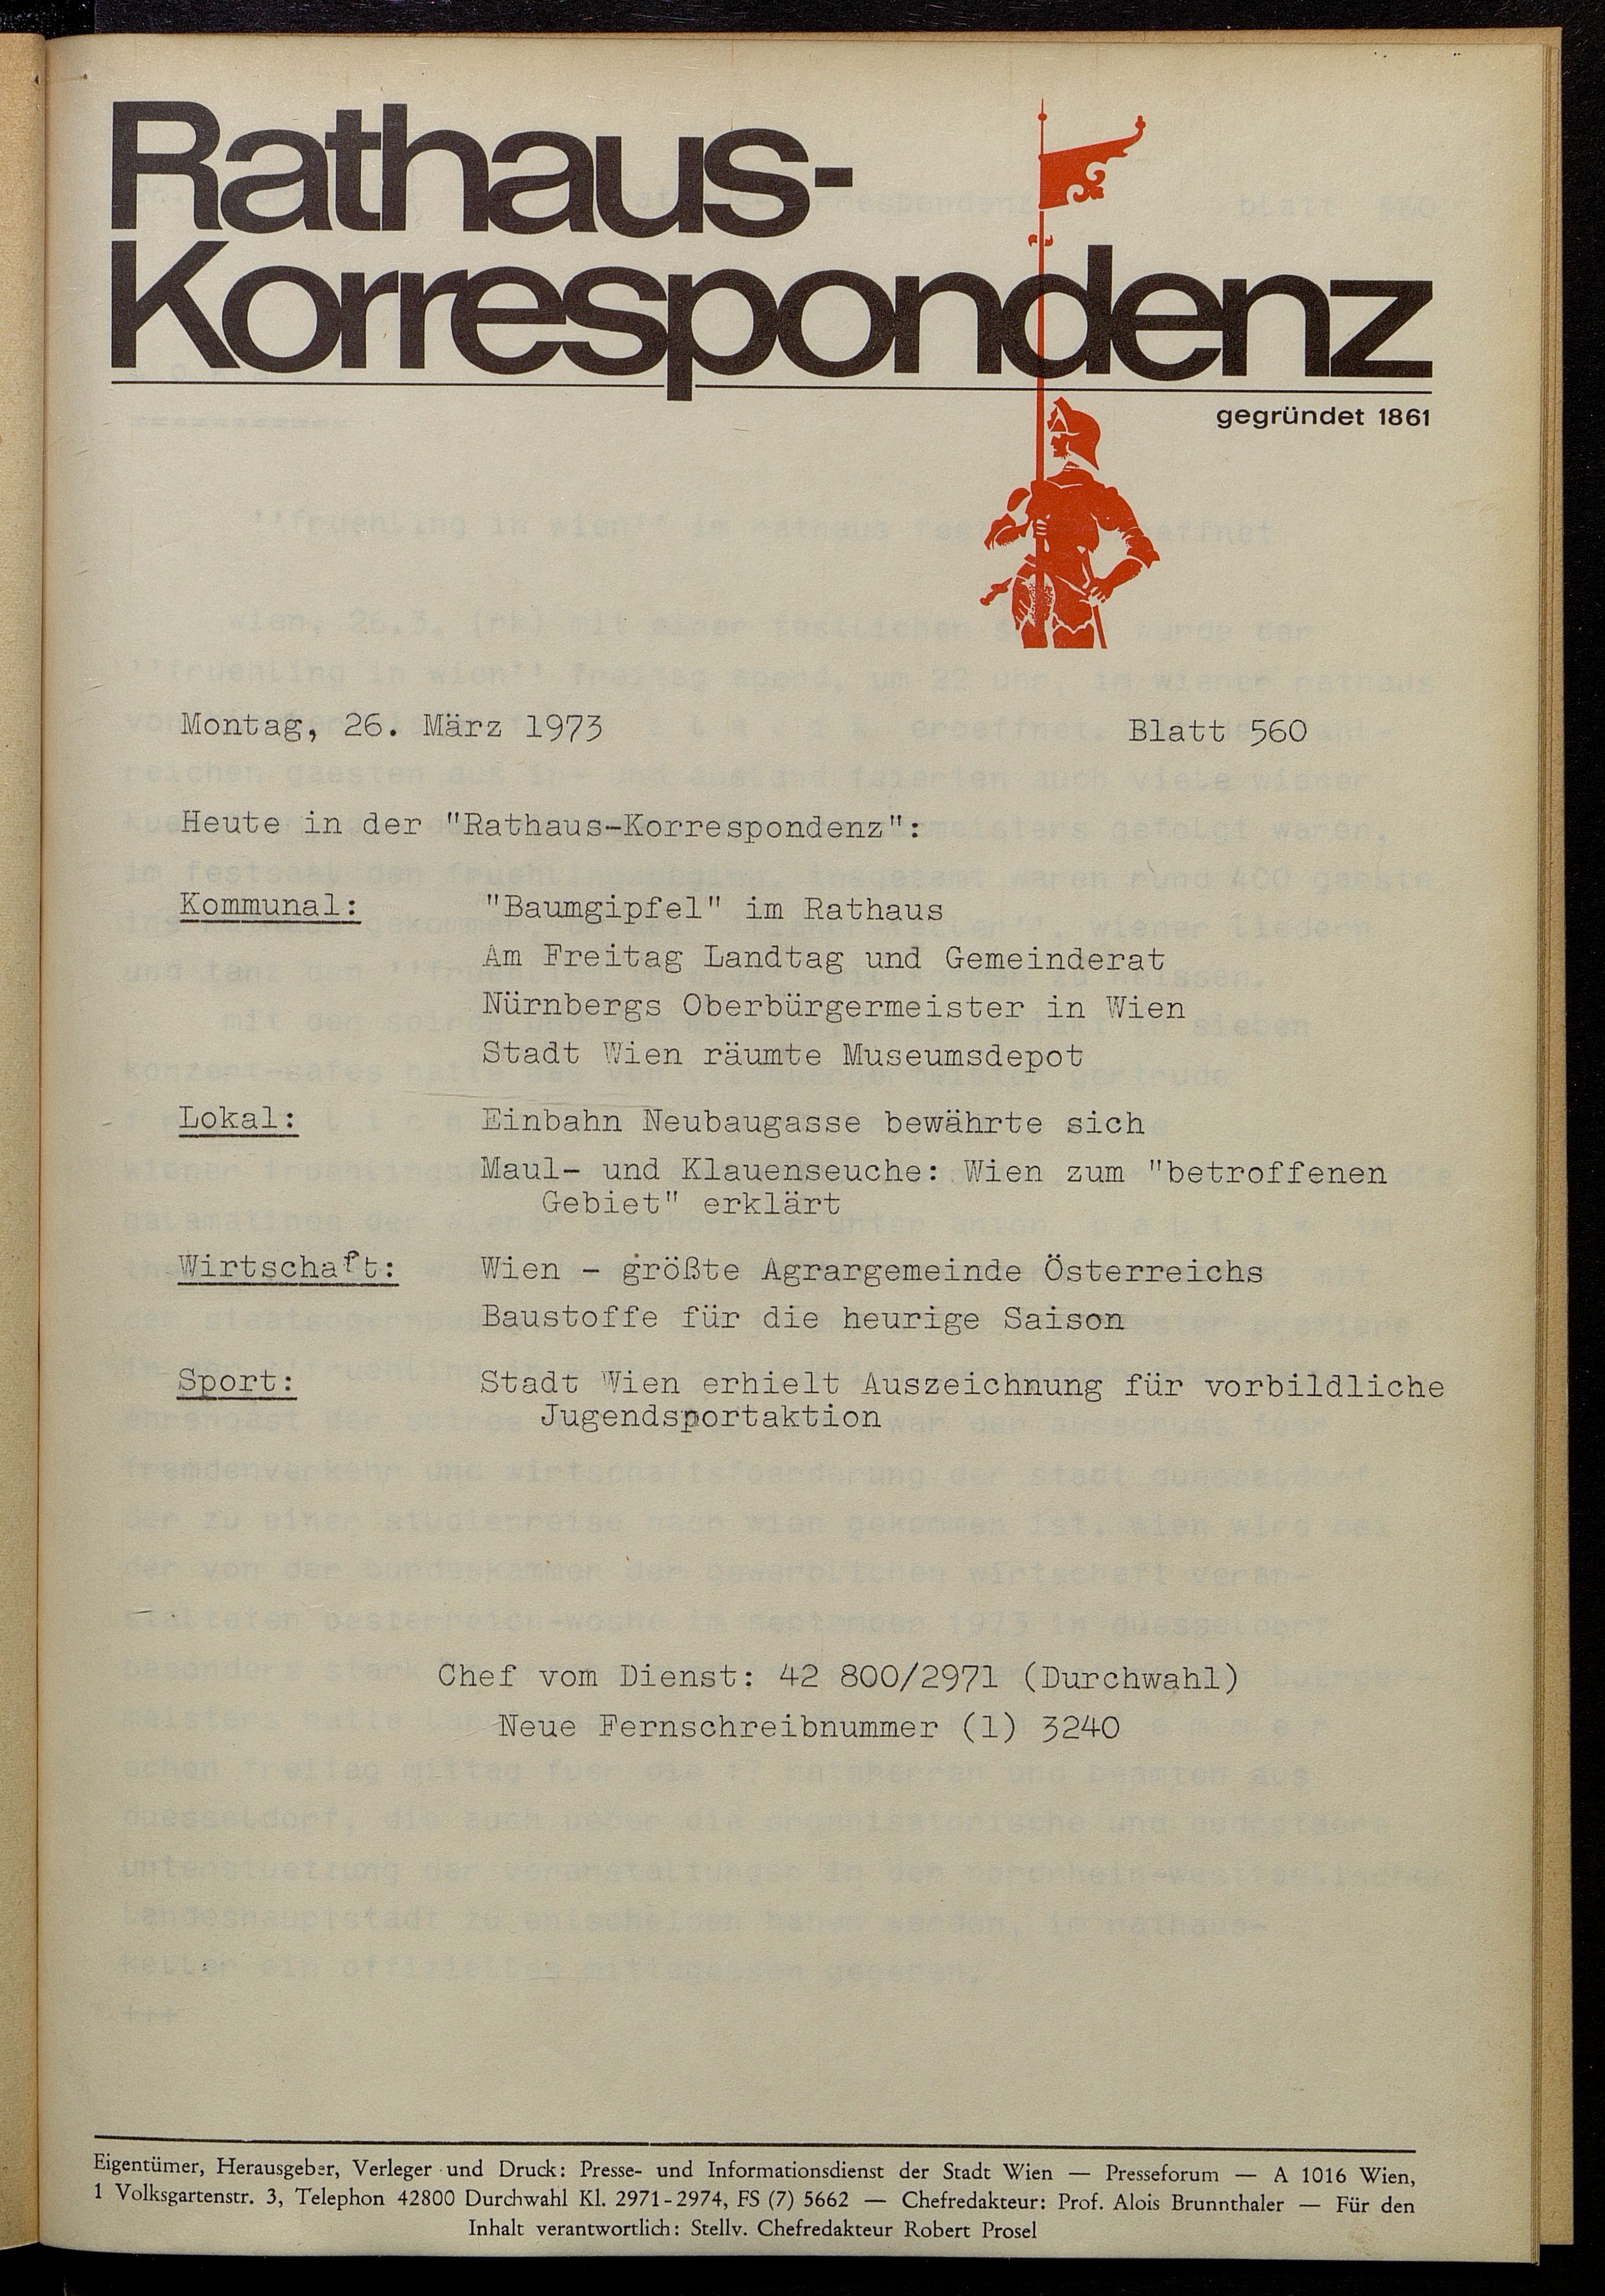 Rathaus-
Korrespondenz
gegründet 1861
Montag, 26. März 1973 Blatt 560
Heute in der "Rathaus-Korrespondenz":
Kommunal: "Baumgipfel" im Rathaus
Am Freitag Landtag und Gemeinderat
Nürnbergs Oberbürgermeister in Wien
Stadt Wien räumte Museumsdepot
Lokal: Einbahn Neubaugasse bewährte sich
Maul- und Klauenseuche: Wien zum "betroffenen
Gebiet" erklärt
Wirtschaft: Wien - größte Agrargemeinde Österreichs
Baustoffe für die heurige Saison
Sport: Stadt Wien erhielt Auszeichnung für vorbildliche
Jugendsportaktion
Chef vom Dienst: 42 800/2971 (Durchwahl)
Neue Fernschreibnummer (1) 3240
Eigentümer, Herausgeber, Verleger und Druck: Presse- und Informationsdienst der Stadt Wien — Presseforum — A 1016 Wien,
1 Volksgartenstr. 3, Telephon 42800 Durchwahl Kl. 2971-2974, FS (7) 5662 — Chefredakteur: Prof. Alois Brunnthaler — Für den
Inhalt verantwortlich: Stellv. Chefredakteur Robert Prosel